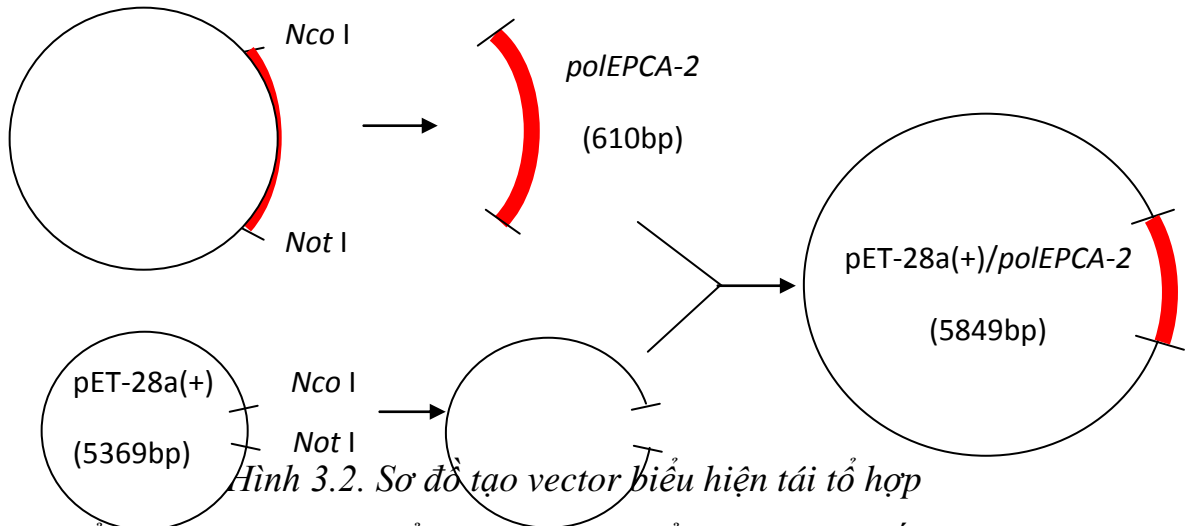 Nco I
polEPCA-2
(610bp)
Not I
pET-28a(+)/polEPCA-2
(5849bp)
pET-28a(+)
(5369bp)
Nco I
Not I
Hình 3.2. Sơ đồ tạo vector biểu hiện tái tổ hợp